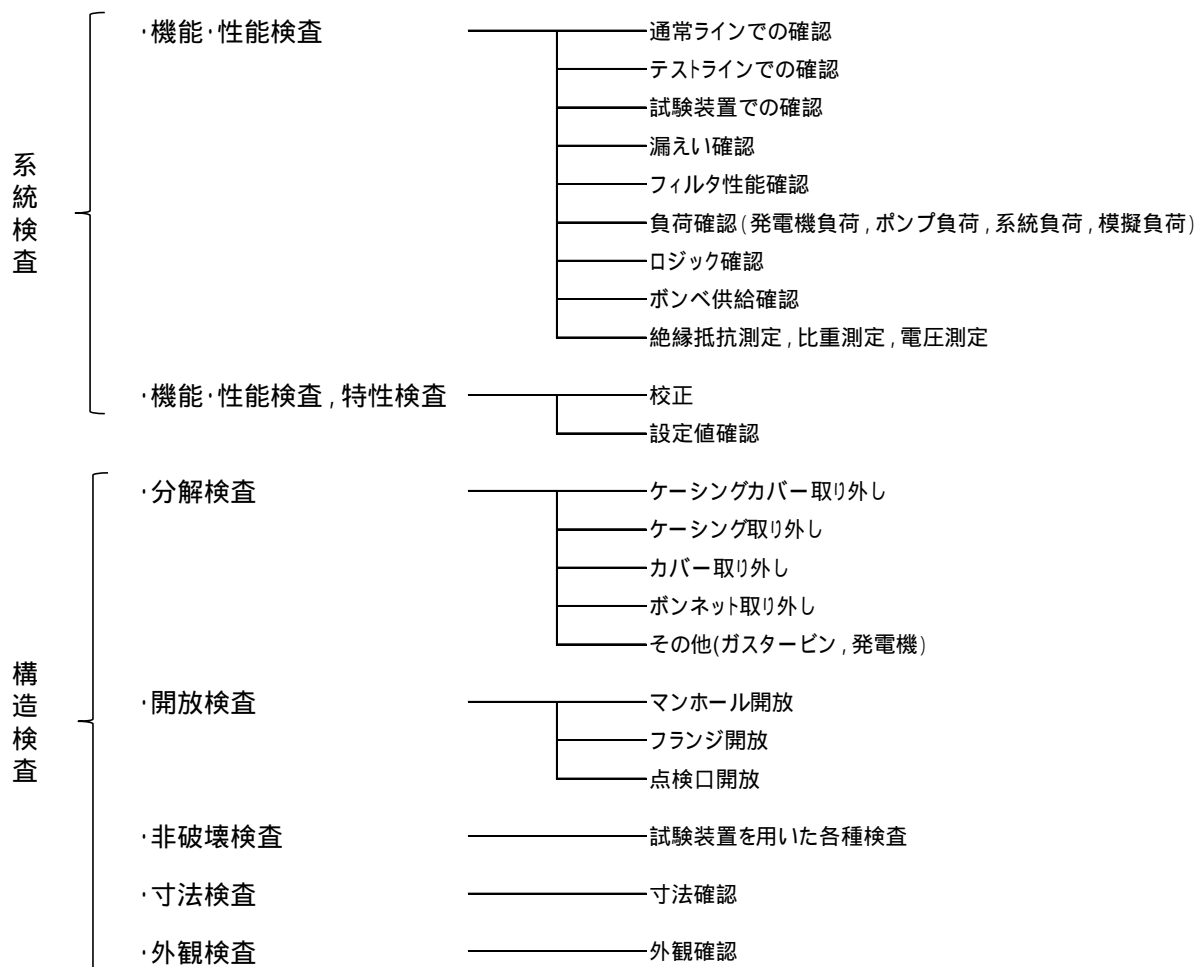 系統検査
・機能・性能検査
通常ラインでの確認
テストラインでの確認
試験装置での確認
漏えい確認
フィルタ性能確認
負荷確認(発電機負荷,ポンプ負荷,系統負荷,模擬負荷)
ロジック確認
ボンベ供給確認
絶縁抵抗測定,比重測定,電圧測定
・機能・性能検査,特性検査
校正
設定値確認
構造検査
・分解検査
ケーシングカバー取り外し
ケーシング取り外し
カバー取り外し
ボンネット取り外し
その他(ガスタービン,発電機)
・開放検査
マンホール開放
フランジ開放
点検口開放
・非破壊検査
試験装置を用いた各種検査
・寸法検査
寸法確認
・外観検査
外観確認